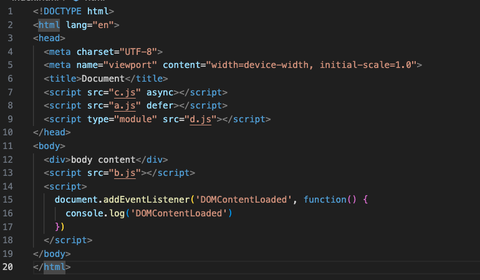 1 <!DOCTYPE html>
2 <html lang="en">
3 <head>
4   <meta charset="UTF-8">
5   <meta name="viewport" content="width=device-width, initial-scale=1.0">
6   <title>Document</title>
7   <script src="c.js" async></script>
8   <script src="a.js" defer></script>
9   <script type="module" src="d.js"></script>
10 </head>
11 <body>
12   <div>body content</div>
13   <script src="b.js"></script>
14   <script>
15     document.addEventListener('DOMContentLoaded', function() {
16       console.log('DOMContentLoaded')
17     })
18   </script>
19 </body>
20 </html>